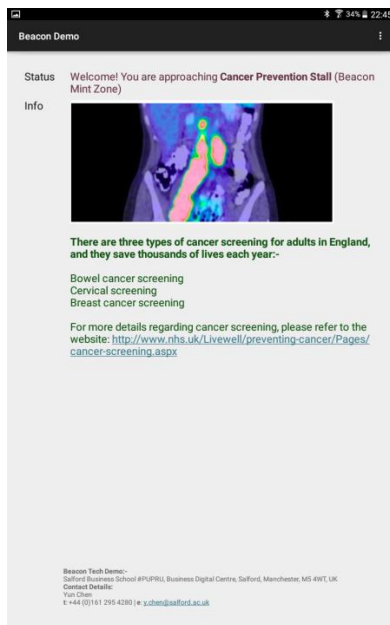 34% 22:45
Beacon Demo
Status Welcome! You are approaching Cancer Prevention Stall (Beacon
Mint Zone)
Info
There are three types of cancer screening for adults in England,
and they save thousands of lives each year:-
Bowel cancer screening
Cervical screening
Breast cancer screening
For more details regarding cancer screening, please refer to the
website: http://www.nhs.uk/Livewell/preventing-cancer/Pages/
cancer-screening.aspx
Beacon Tech Demo:-
Salford Business School #PUPRU, Business Digital Centre, Salford, Manchester, M5 4WT, UK
Contact Details:
Yun Chen
t: +44 (0)161 295 4280 | e: y.chen@salford.ac.uk